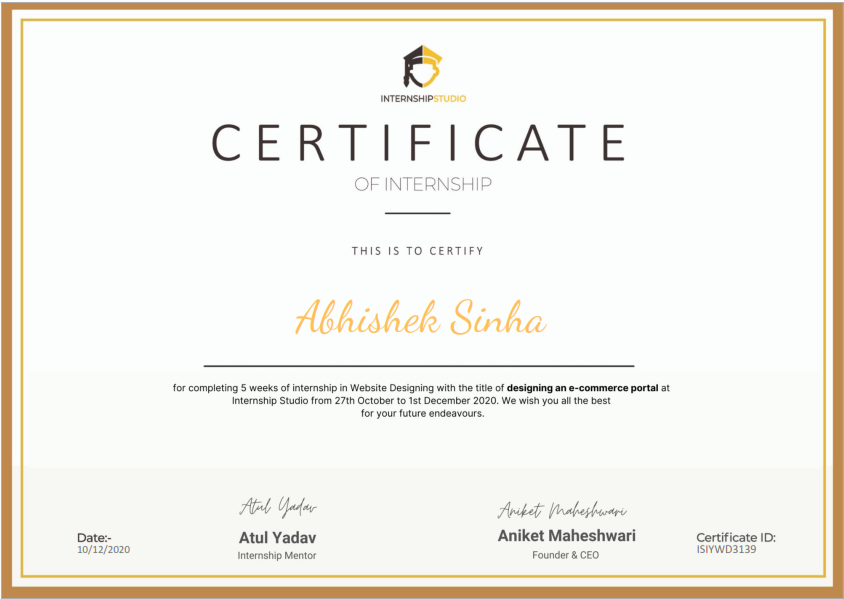 INTERNSHIPSTUDIO
CERTIFICATE
OF INTERNSHIP
THIS IS TO CERTIFY
Abhishek Sinha
for completing 5 weeks of internship in Website Designing with the title of designing an e-commerce portal at
Internship Studio from 27th October to 1st December 2020. We wish you all the best
for your future endeavours.
Atul Yadav
Atul Yadav
Internship Mentor
Aniket Maheshwari
Aniket Maheshwari
Founder & CEO
Date:-
10/12/2020
Certificate ID:
ISIYWD3139